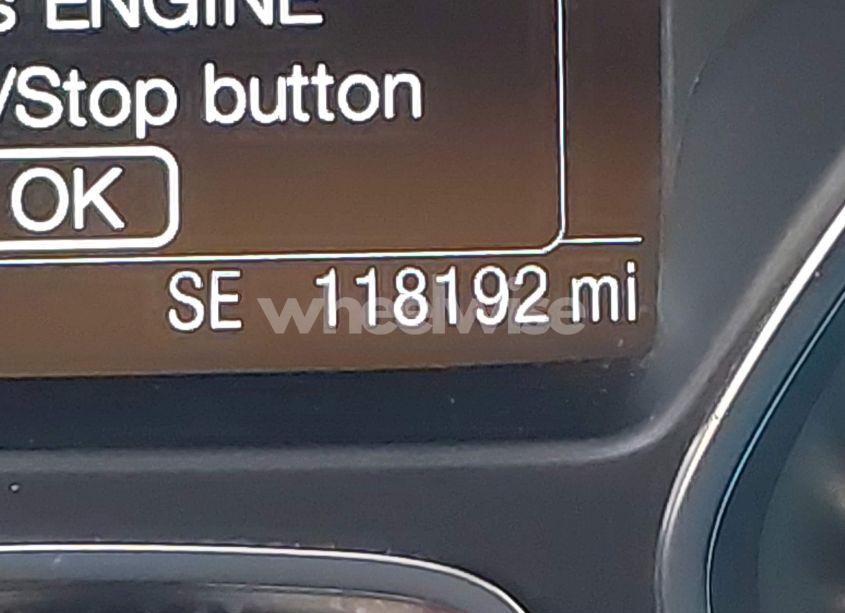 s ENGINE
/Stop button
OK
SE 118192 mi
wheelwise